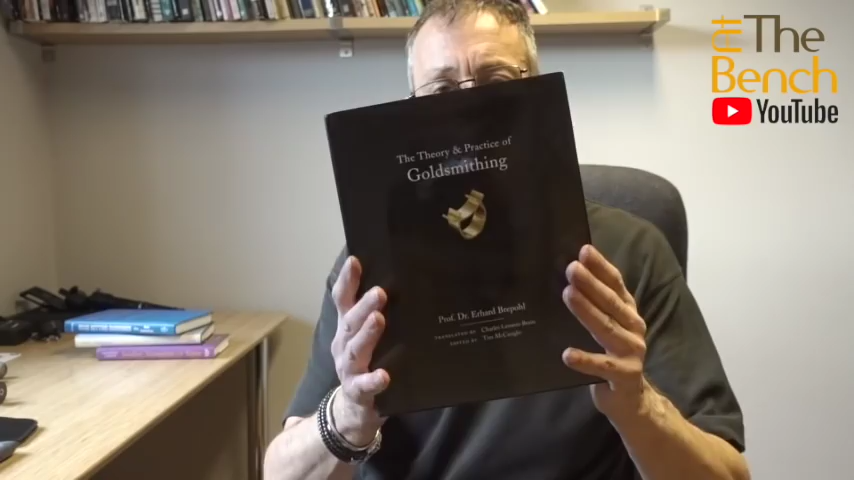 At The
Bench
YouTube
The Theory & Practice of
Goldsmithing
Prof. Dr. Erhard Brepohl
TRANSLATED BY Charles Lewton-Brain
EDITED BY Tim McCreight